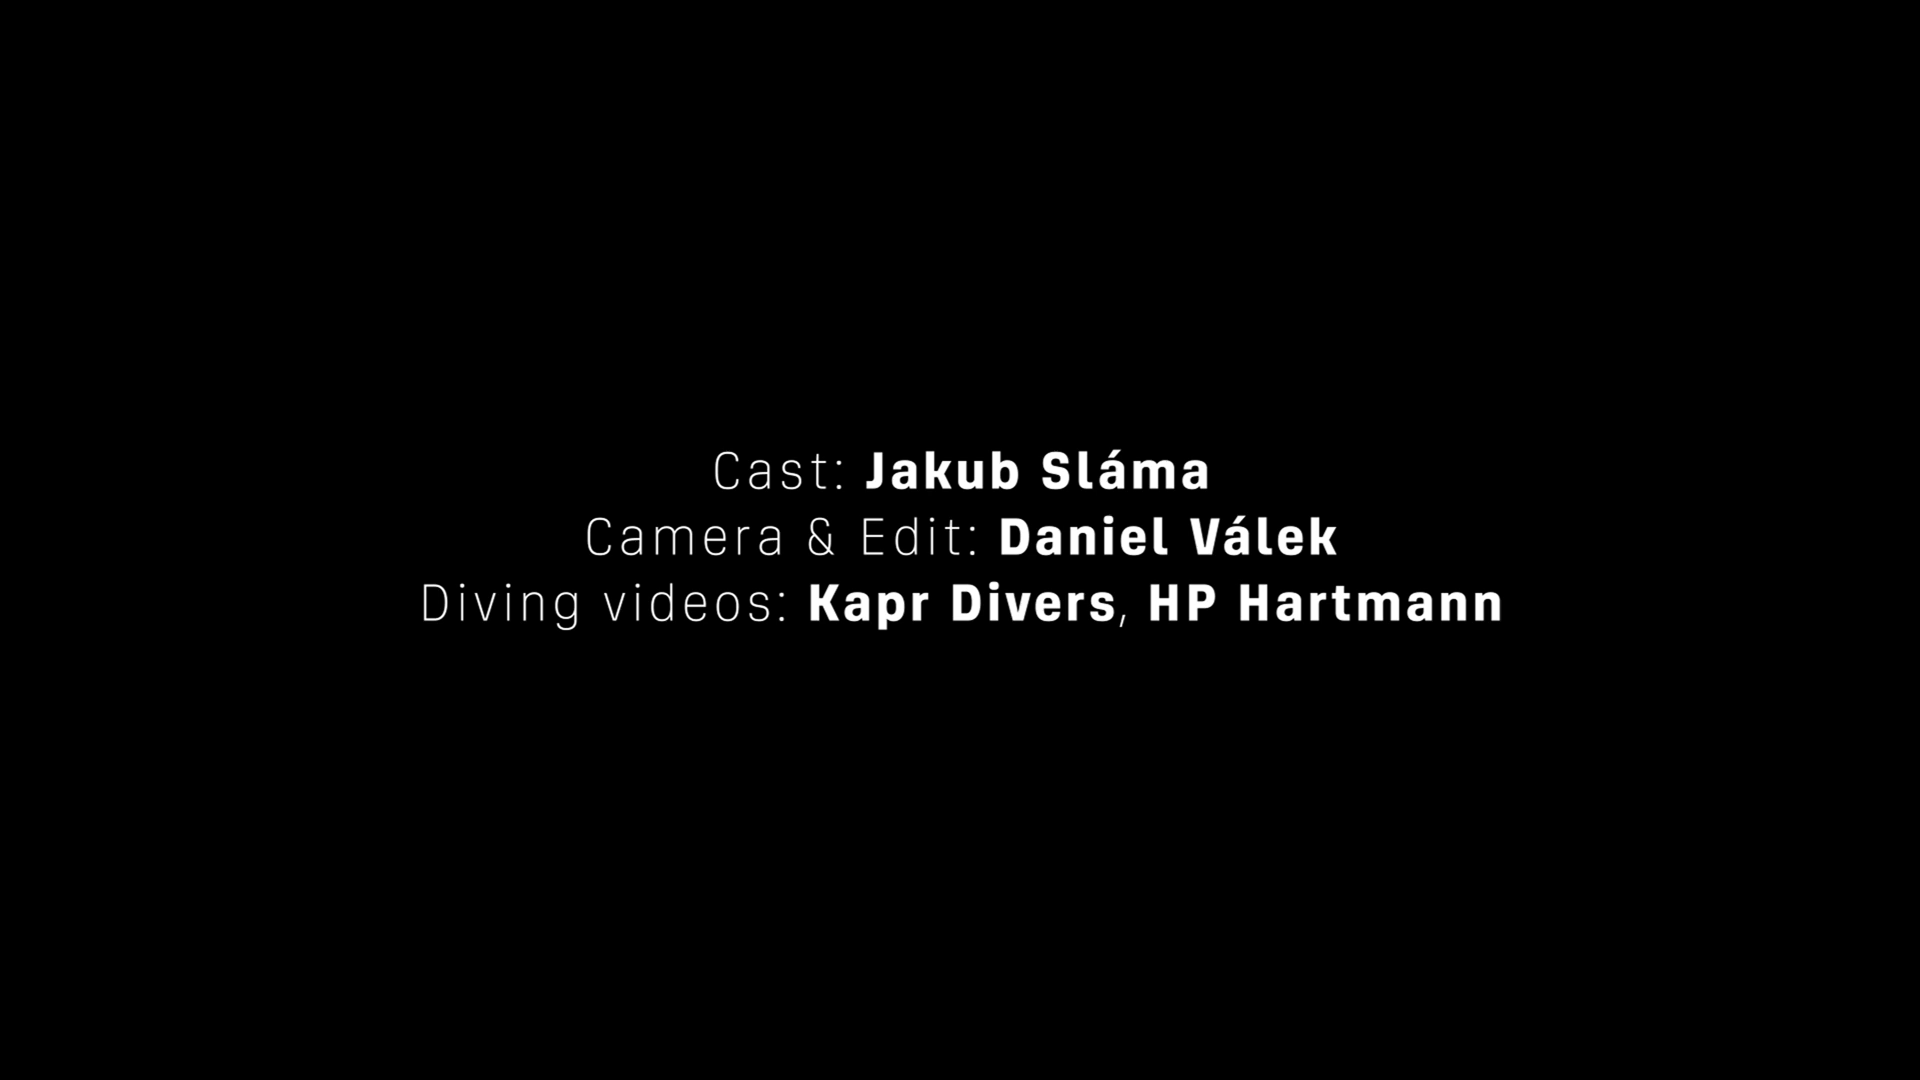 Cast: Jakub Sláma
Camera & Edit: Daniel Válek
Diving videos: Kapr Divers, HP Hartmann